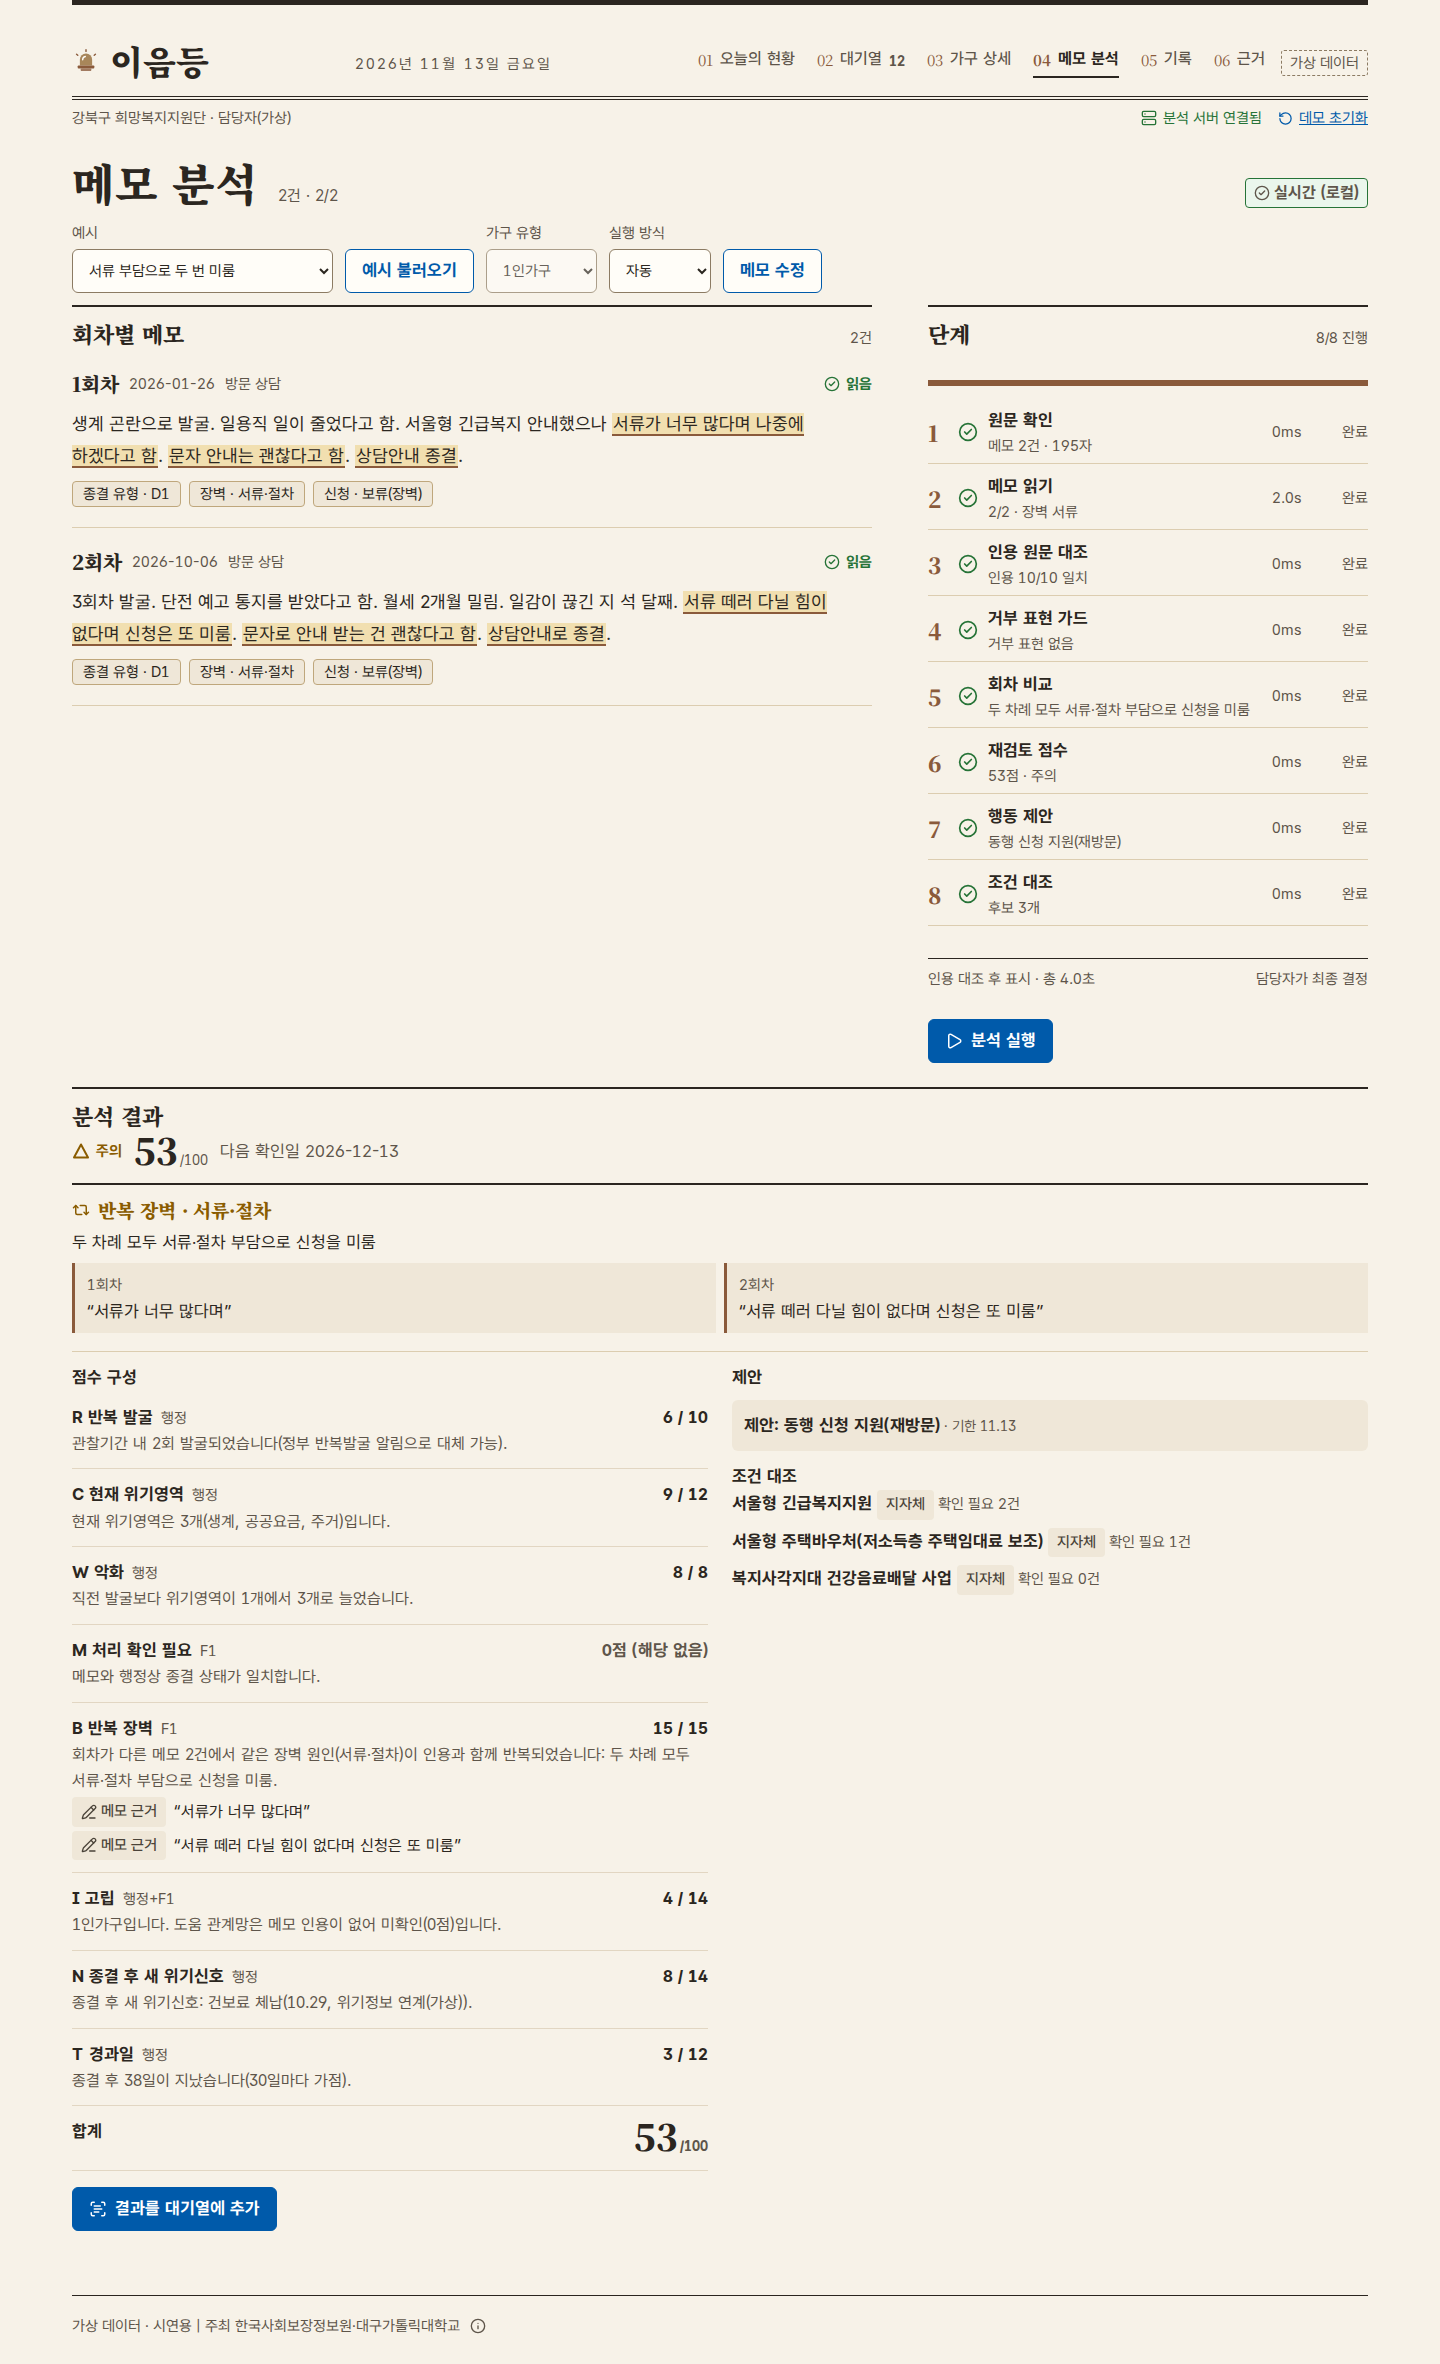 이음등
2026년 11월 13일 금요일
01 오늘의 현황
02 대기열 12
03 가구 상세
04 메모 분석
05 기록
06 근거
가상 데이터
강북구 희망복지지원단 · 담당자(가상)
분석 서버 연결됨
데모 초기화
메모 분석
2건 · 2/2
실시간 (로컬)
예시
가구 유형
실행 방식
서류 부담으로 두 번 미룸
예시 불러오기
1인가구
자동
메모 수정
회차별 메모
2건
1회차 2026-01-26 방문 상담
읽음
생계 곤란으로 발굴. 일용직 일이 줄었다고 함. 서울형 긴급복지 안내했으나 서류가 너무 많다며 나중에
하겠다고 함. 문자 안내는 괜찮다고 함. 상담안내 종결.
종결 유형 · D1
장벽 · 서류·절차
신청 · 보류(장벽)
2회차 2026-10-06 방문 상담
읽음
3회차 발굴. 단전 예고 통지를 받았다고 함. 월세 2개월 밀림. 일감이 끊긴 지 석 달째. 서류 떼러 다닐 힘이
없다며 신청은 또 미룸. 문자로 안내 받는 건 괜찮다고 함. 상담안내로 종결.
종결 유형 · D1
장벽 · 서류·절차
신청 · 보류(장벽)
단계
8/8 진행
1 원문 확인
메모 2건 · 195자
0ms 완료
2 메모 읽기
2/2 · 장벽 서류
2.0s 완료
3 인용 원문 대조
인용 10/10 일치
0ms 완료
4 거부 표현 가드
거부 표현 없음
0ms 완료
5 회차 비교
두 차례 모두 서류·절차 부담으로 신청을 미룸
0ms 완료
6 재검토 점수
53점 · 주의
0ms 완료
7 행동 제안
동행 신청 지원(재방문)
0ms 완료
8 조건 대조
후보 3개
0ms 완료
인용 대조 후 표시 · 총 4.0초
담당자가 최종 결정
분석 실행
분석 결과
주의 53/100 다음 확인일 2026-12-13
반복 장벽 · 서류·절차
두 차례 모두 서류·절차 부담으로 신청을 미룸
1회차
“서류가 너무 많다며”
2회차
“서류 떼러 다닐 힘이 없다며 신청은 또 미룸”
점수 구성
R 반복 발굴 행정 6 / 10
관찰기간 내 2회 발굴되었습니다(정부 반복발굴 알림으로 대체 가능).
C 현재 위기영역 행정 9 / 12
현재 위기영역은 3개(생계, 공공요금, 주거)입니다.
W 악화 행정 8 / 8
직전 발굴보다 위기영역이 1개에서 3개로 늘었습니다.
M 처리 확인 필요 F1 0점 (해당 없음)
메모와 행정상 종결 상태가 일치합니다.
B 반복 장벽 F1 15 / 15
회차가 다른 메모 2건에서 같은 장벽 원인(서류·절차)이 인용과 함께 반복되었습니다: 두 차례 모두
서류·절차 부담으로 신청을 미룸.
메모 근거 “서류가 너무 많다며”
메모 근거 “서류 떼러 다닐 힘이 없다며 신청은 또 미룸”
I 고립 행정+F1 4 / 14
1인가구입니다. 도움 관계망은 메모 인용이 없어 미확인(0점)입니다.
N 종결 후 새 위기신호 행정 8 / 14
종결 후 새 위기신호: 건보료 체납(10.29, 위기정보 연계(가상)).
T 경과일 행정 3 / 12
종결 후 38일이 지났습니다(30일마다 가점).
합계 53/100
제안
제안: 동행 신청 지원(재방문) · 기한 11.13
조건 대조
서울형 긴급복지지원 지자체 확인 필요 2건
서울형 주택바우처(저소득층 주택임대료 보조) 지자체 확인 필요 1건
복지사각지대 건강음료배달 사업 지자체 확인 필요 0건
결과를 대기열에 추가
가상 데이터 · 시연용 | 주최 한국사회보장정보원·대구가톨릭대학교